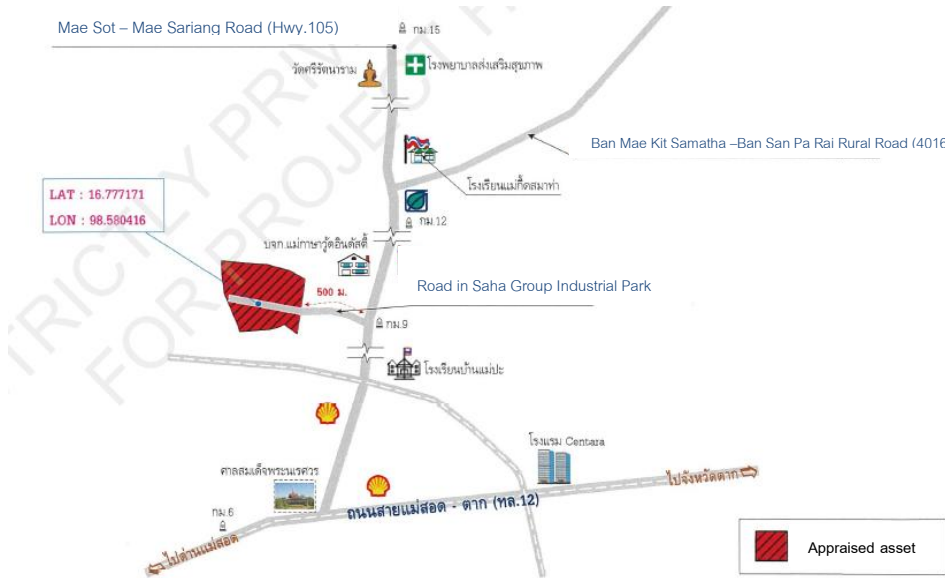 Mae Sot – Mae Sariang Road (Hwy.105)
กม.15
วัดศรีรัตนาราม
โรงพยาบาลส่งเสริมสุขภาพ
Ban Mae Kit Samatha –Ban San Pa Rai Rural Road (4016
โรงเรียนแม่กึ๊ดสมาท่า
LAT : 16.777171
LON : 98.580416
กม.12
บจก.แม่กาษาวู้ดอินดัสตี้
500 ม.
Road in Saha Group Industrial Park
กม.9
โรงเรียนบ้านแม่ปะ
โรงแรม Centara
ศาลสมเด็จพระนเรศวร
ไปจังหวัดตาก
ถนนสายแม่สอด - ตาก (ทล.12)
กม.6
ไปด่านแม่สอด
Appraised asset
STRICTLY PRI
FOR PROJECT